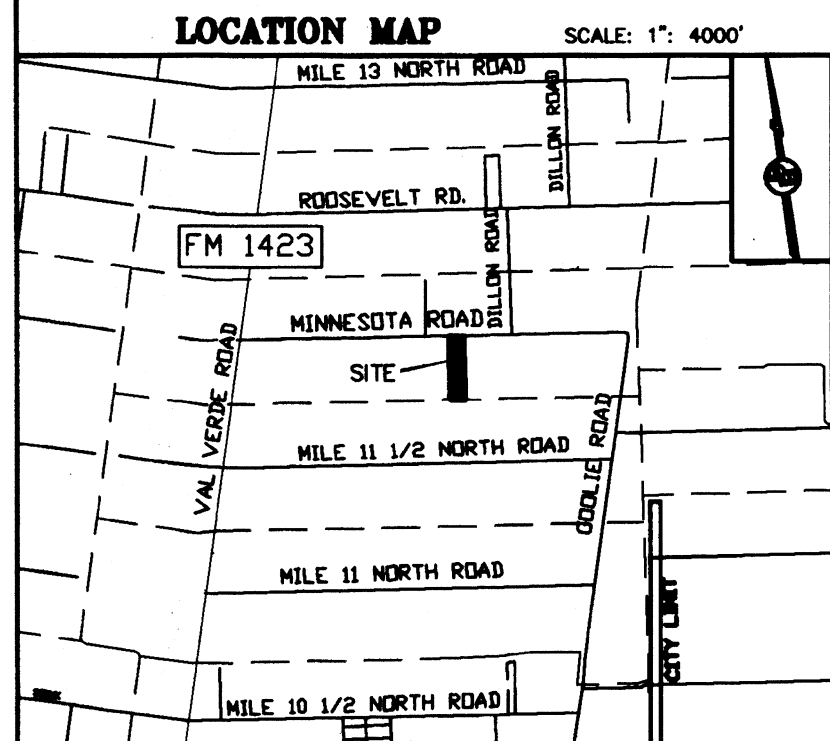 LOCATION MAP
SCALE: 1": 4000'
MILE 13 NORTH ROAD
DILLON ROAD
ROOSEVELT RD.
DILLON ROAD
FM 1423
MINNESOTA ROAD
VAL VERDE ROAD
SITE
GOOLIE ROAD
MILE 11 1/2 NORTH ROAD
MILE 11 NORTH ROAD
CITY LIMIT
MILE 10 1/2 NORTH ROAD